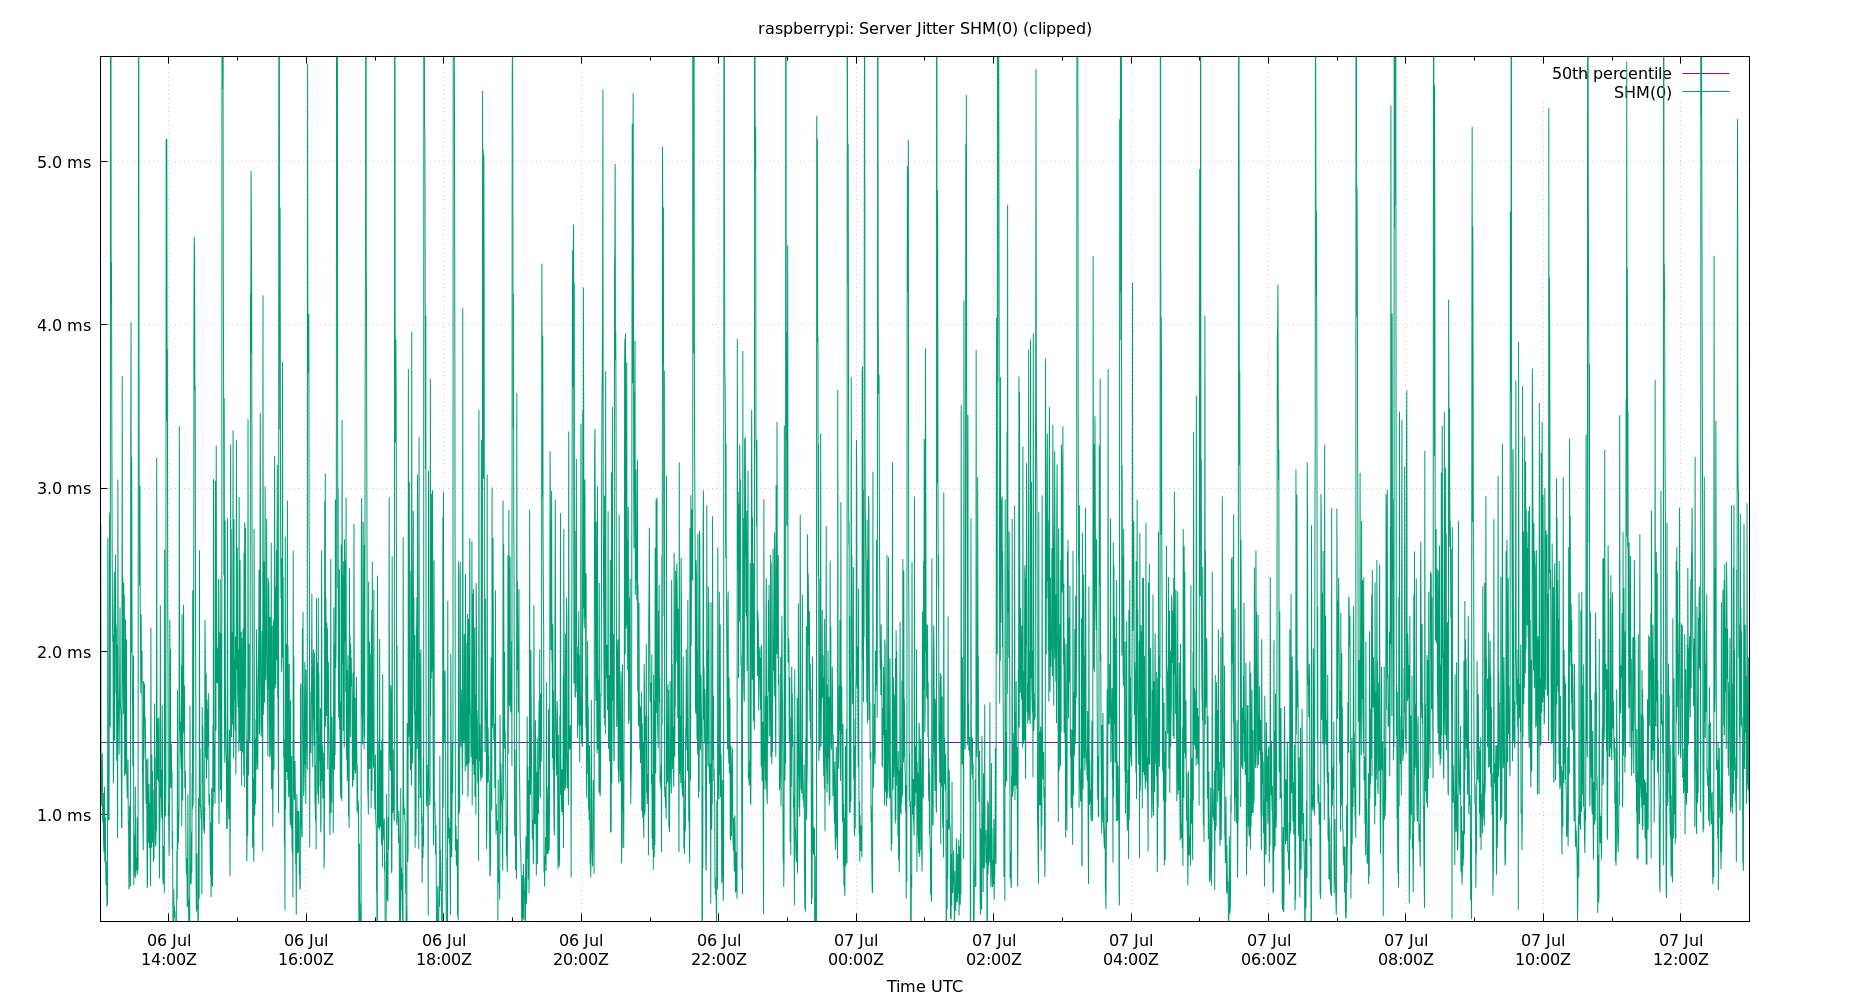 raspberrypi: Server Jitter SHM(0) (clipped)
50th percentile
SHM(0)
5.0 ms
4.0 ms
3.0 ms
2.0 ms
1.0 ms
06 Jul 06 Jul 06 Jul 06 Jul 06 Jul 07 Jul 07 Jul 07 Jul 07 Jul 07 Jul 07 Jul 07 Jul
14:00Z 16:00Z 18:00Z 20:00Z 22:00Z 00:00Z 02:00Z 04:00Z 06:00Z 08:00Z 10:00Z 12:00Z
Time UTC